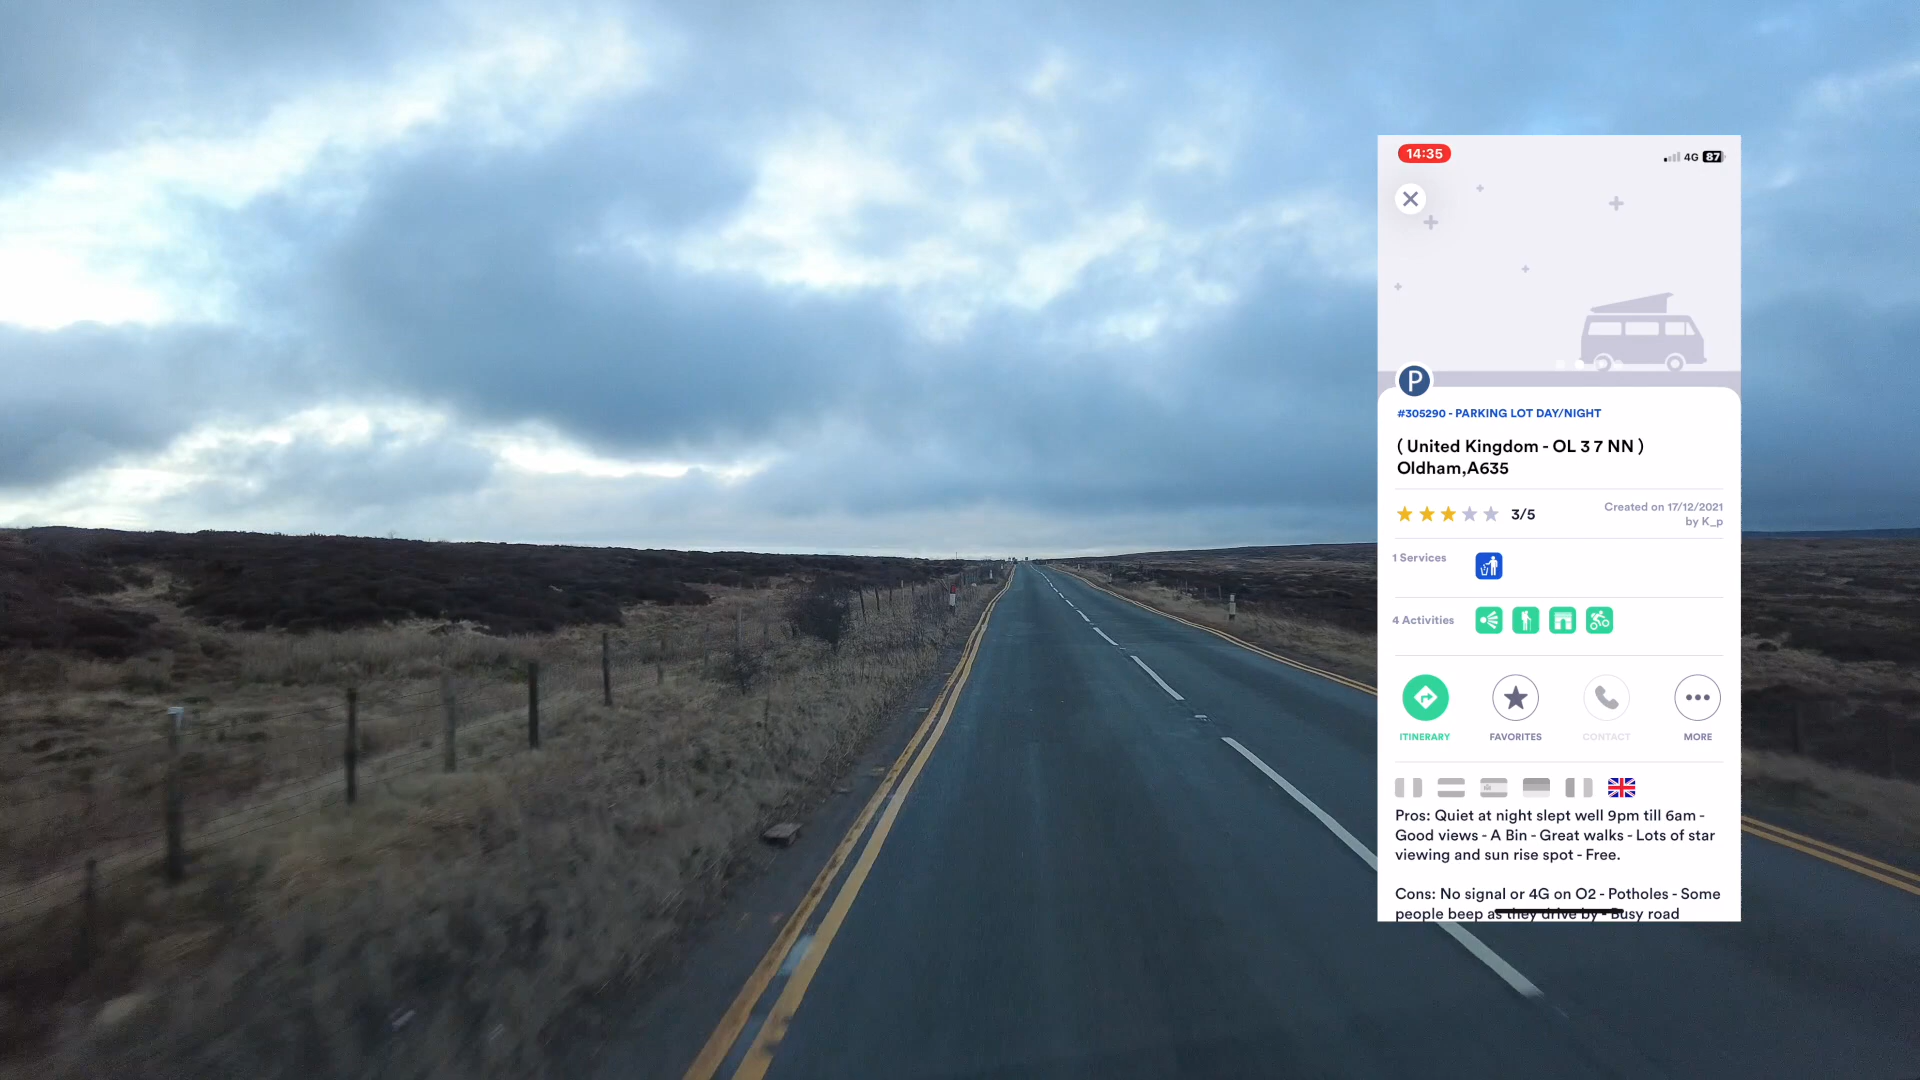 14:35
4G 87
P
#305290 - PARKING LOT DAY/NIGHT
( United Kingdom - OL 3 7 NN )
Oldham,A635
3/5
Created on 17/12/2021
by K_p
1 Services
4 Activities
ITINERARY
FAVORITES
CONTACT
MORE
Pros: Quiet at night slept well 9pm till 6am -
Good views - A Bin - Great walks - Lots of star
viewing and sun rise spot - Free.
Cons: No signal or 4G on O2 - Potholes - Some
people beep as they drive by - Busy road